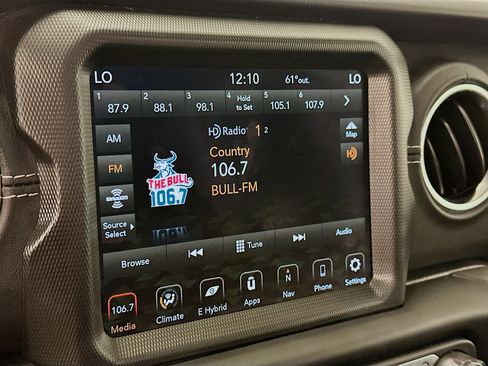 LO 12:10 61°out. LO
1 87.9 2 88.1 3 98.1 4 Hold to Set 5 105.1 6 107.9
AM
HD Radio 1 2
Map
Country
FM
106.7
HD
THE BULL
106.7
BULL-FM
SiriusXM
Source Select
Browse
Tune
Audio
106.7
N
Media
Climate
E Hybrid
Apps
Nav
Phone
Settings